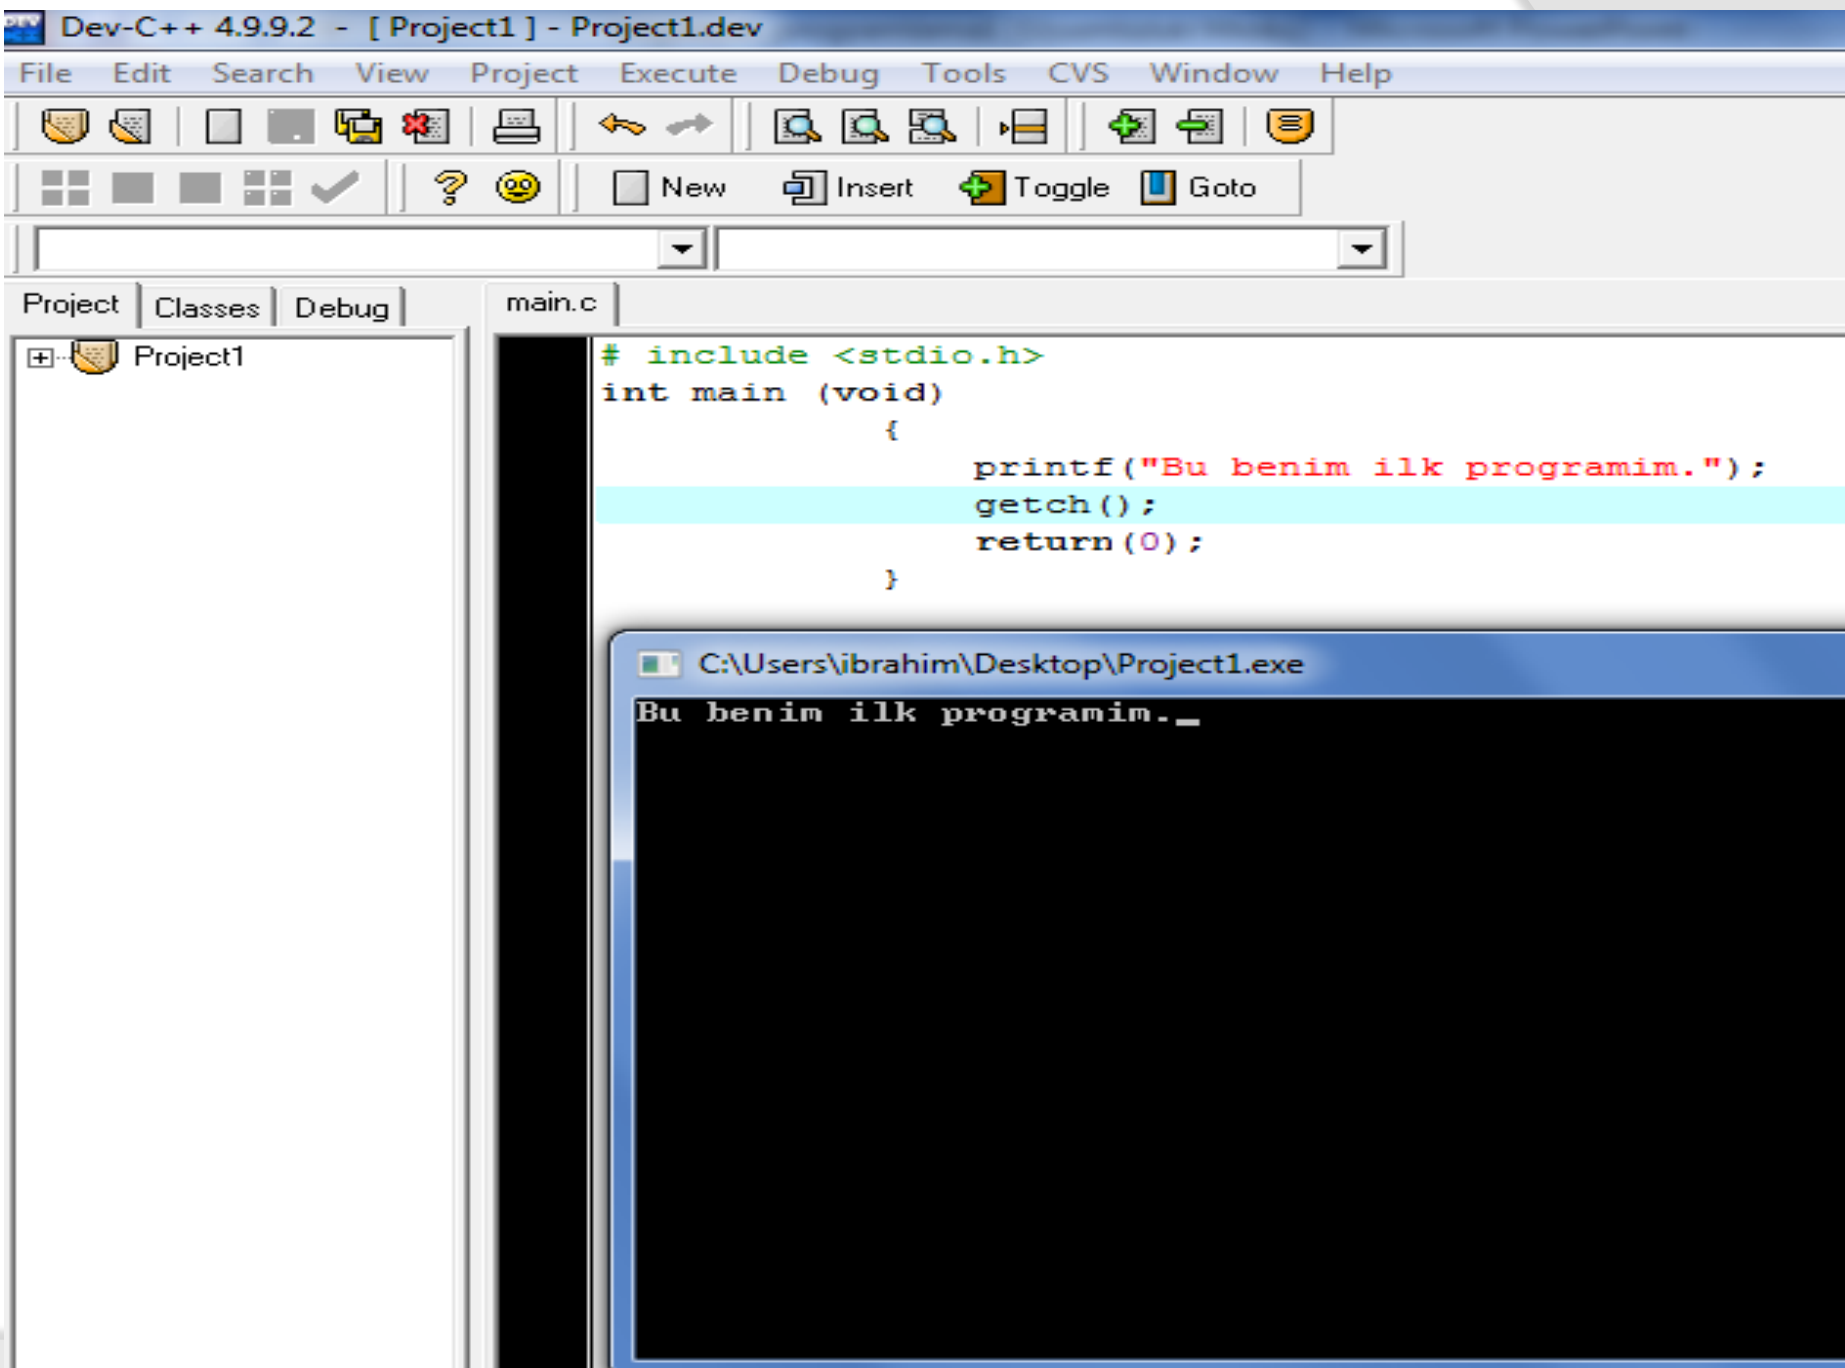 Dev-C++ 4.9.9.2 - [ Project1 ] - Project1.dev
File Edit Search View Project Execute Debug Tools CVS Window Help
New Insert Toggle Goto
Project Classes Debug main.c
Project1
# include <stdio.h>
int main (void)
{
printf("Bu benim ilk programim.");
getch();
return(0);
}
C:\Users\ibrahim\Desktop\Project1.exe
Bu benim ilk programim._